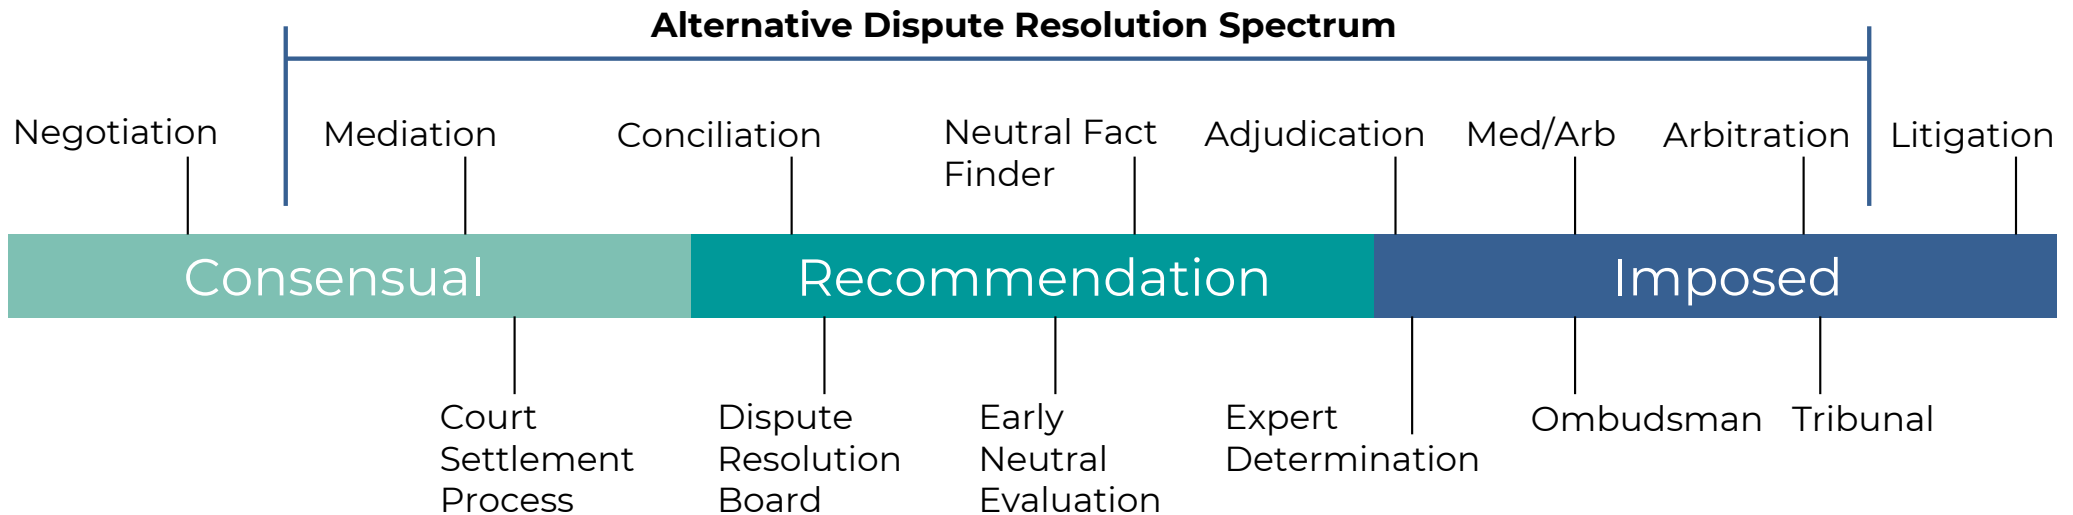 Alternative Dispute Resolution Spectrum
Negotiation
Mediation
Conciliation
Neutral Fact
Finder
Adjudication
Med/Arb
Arbitration
Litigation
Consensual
Recommendation
Imposed
Court
Settlement
Process
Dispute
Resolution
Board
Early
Neutral
Evaluation
Expert
Determination
Ombudsman
Tribunal